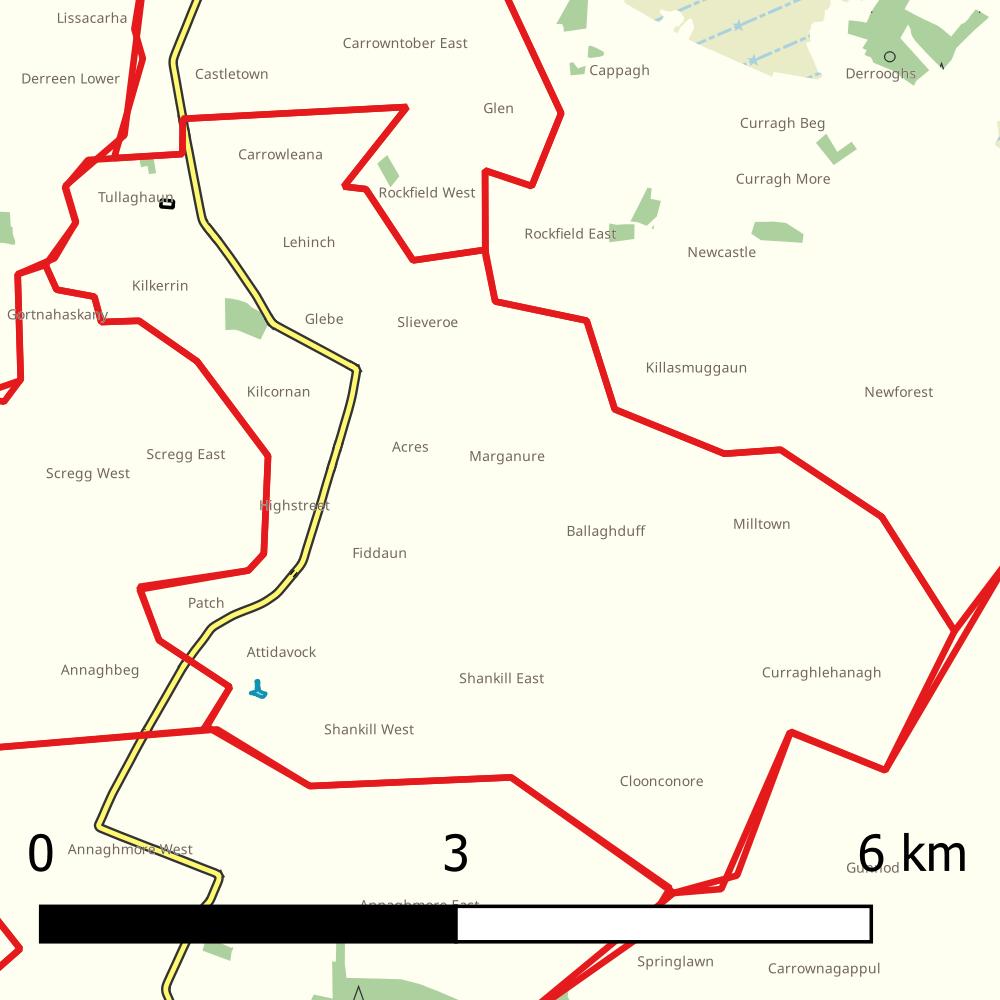 Lissacarha
Carrowntober East
Derreen Lower
Castletown
Cappagh
Derrooghs
Glen
Curragh Beg
Carrowleana
Curragh More
Tullaghaun
Rockfield West
Lehinch
Rockfield East
Newcastle
Kilkerrin
Gortnahaskany
Glebe
Slieveroe
Killasmuggaun
Kilcornan
Newforest
Acres
Scregg East
Marganure
Scregg West
Highstreet
Milltown
Ballaghduff
Fiddaun
Patch
Attidavock
Annaghbeg
Shankill East
Curraghlehanagh
Shankill West
Cloonconore
0 3 6 km
Annaghmore West
Annaghmore East
Springlawn
Carrownagappul